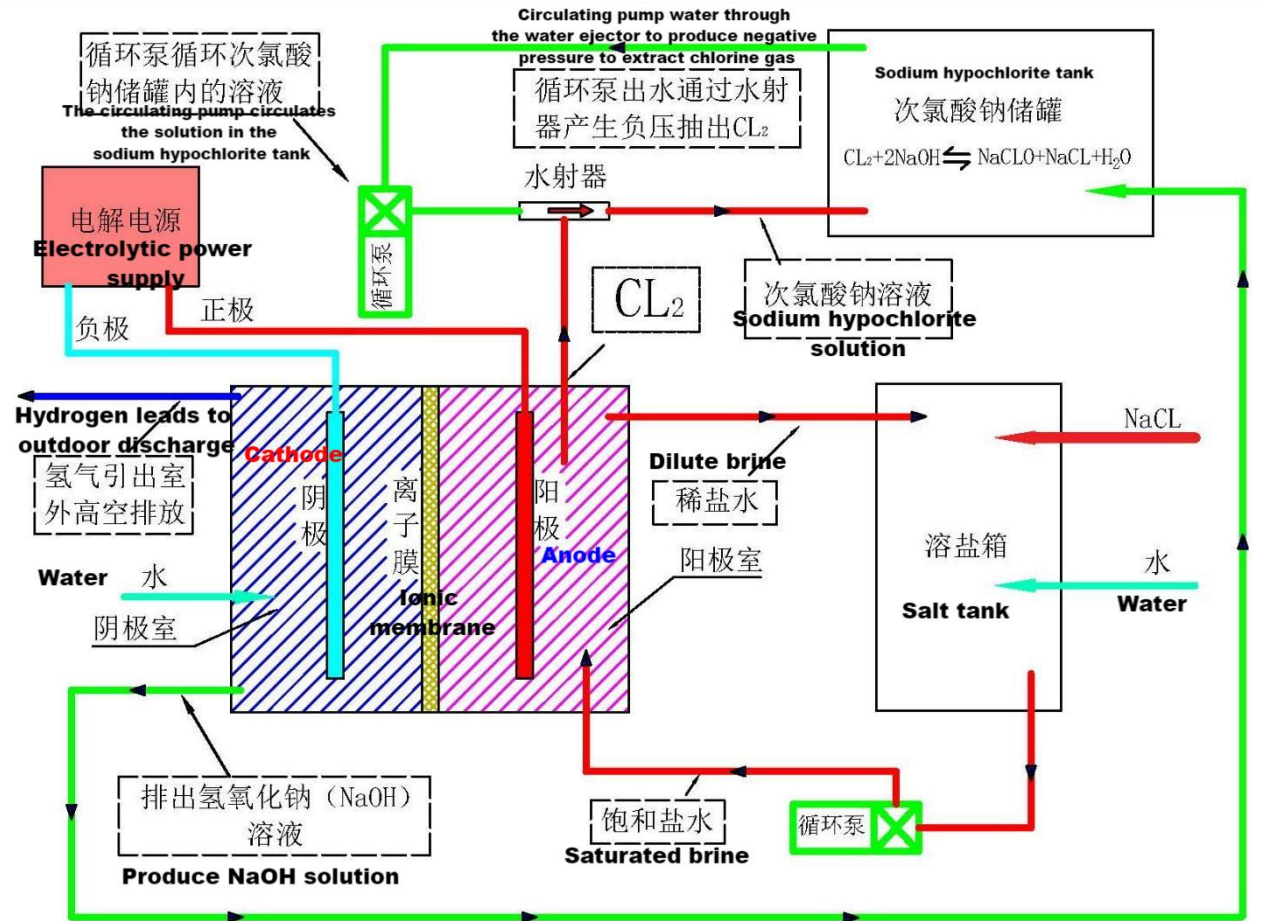 Circulating pump water through
the water ejector to produce negative
pressure to extract chlorine gas
循环泵循环次氯酸
钠储罐内的溶液
The circulating pump circulates
the solution in the
sodium hypochlorite tank
循环泵出水通过水射
器产生负压抽出CL₂
Sodium hypochlorite tank
次氯酸钠储罐
CL₂+2NaOH⇌NaCLO+NaCL+H₂O
水射器
电解电源
Electrolytic power
supply
循环泵
负极
正极
CL₂
次氯酸钠溶液
Sodium hypochlorite
solution
Hydrogen leads to
outdoor discharge
氢气引出室
外高空排放
Cathode
阴极
离子膜
Ionic
membrane
阳极
Anode
Dilute brine
稀盐水
NaCL
溶盐箱
Salt tank
水
Water
Water
水
阴极室
阳极室
排出氢氧化钠（NaOH）
溶液
Produce NaOH solution
饱和盐水
Saturated brine
循环泵